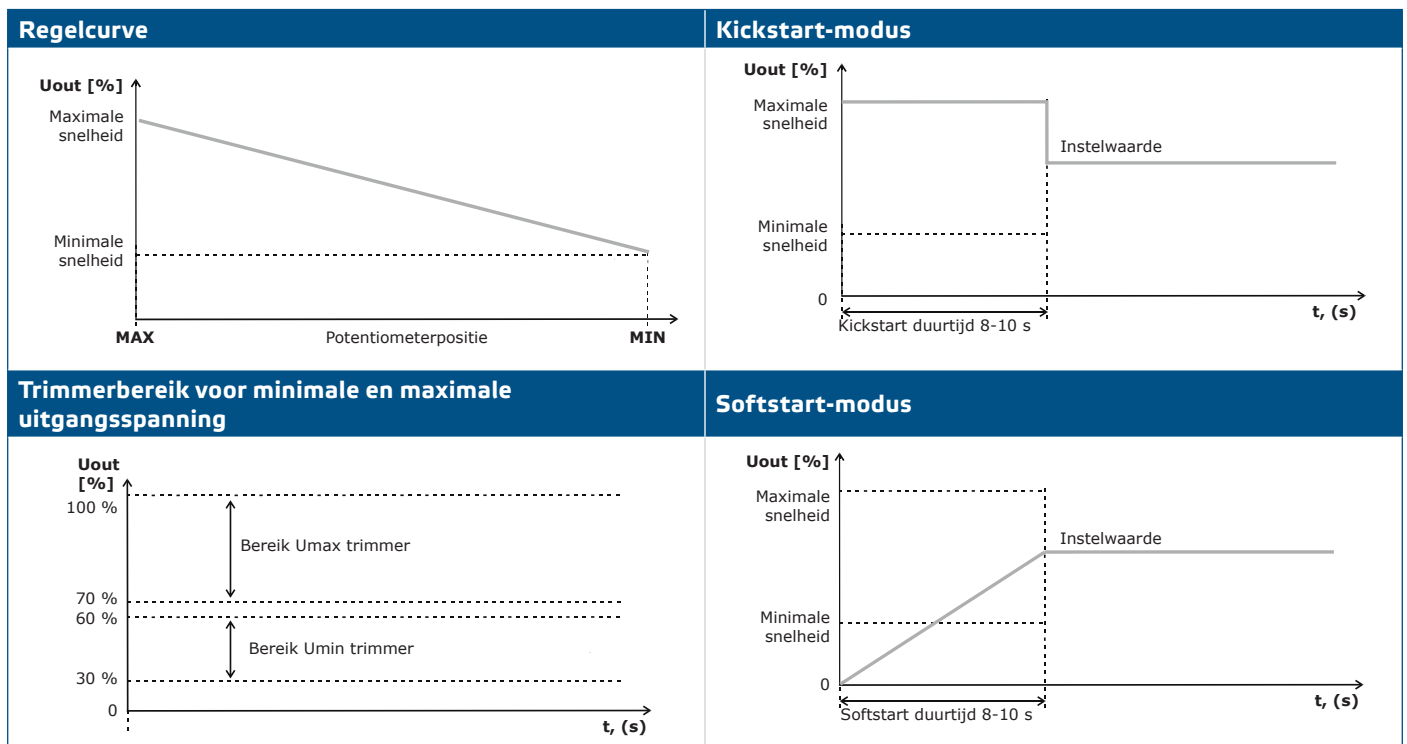 Regelcurve
Uout [%]
Maximale
snelheid
Minimale
snelheid
MAX
Potentiometerpositie
MIN
Kickstart-modus
Uout [%]
Maximale
snelheid
Instelwaarde
Minimale
snelheid
0
t, (s)
Kickstart duurtijd 8-10 s
Trimmerbereik voor minimale en maximale
uitgangsspanning
Uout
[%]
100 %
Bereik Umax trimmer
70 %
60 %
Bereik Umin trimmer
30 %
0
t, (s)
Softstart-modus
Uout [%]
Maximale
snelheid
Instelwaarde
Minimale
snelheid
0
t, (s)
Softstart duurtijd 8-10 s